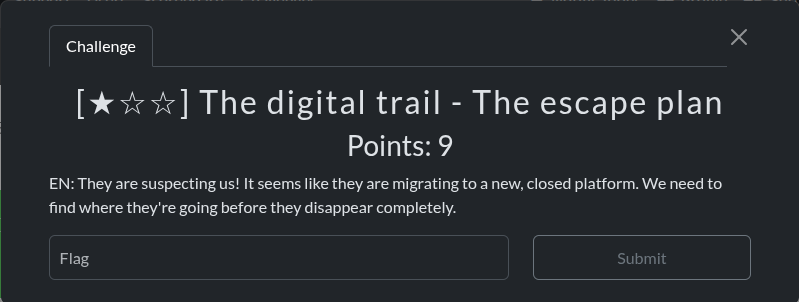 Challenge
[★☆☆] The digital trail - The escape plan
Points: 9
EN: They are suspecting us! It seems like they are migrating to a new, closed platform. We need to
find where they're going before they disappear completely.
Flag
Submit